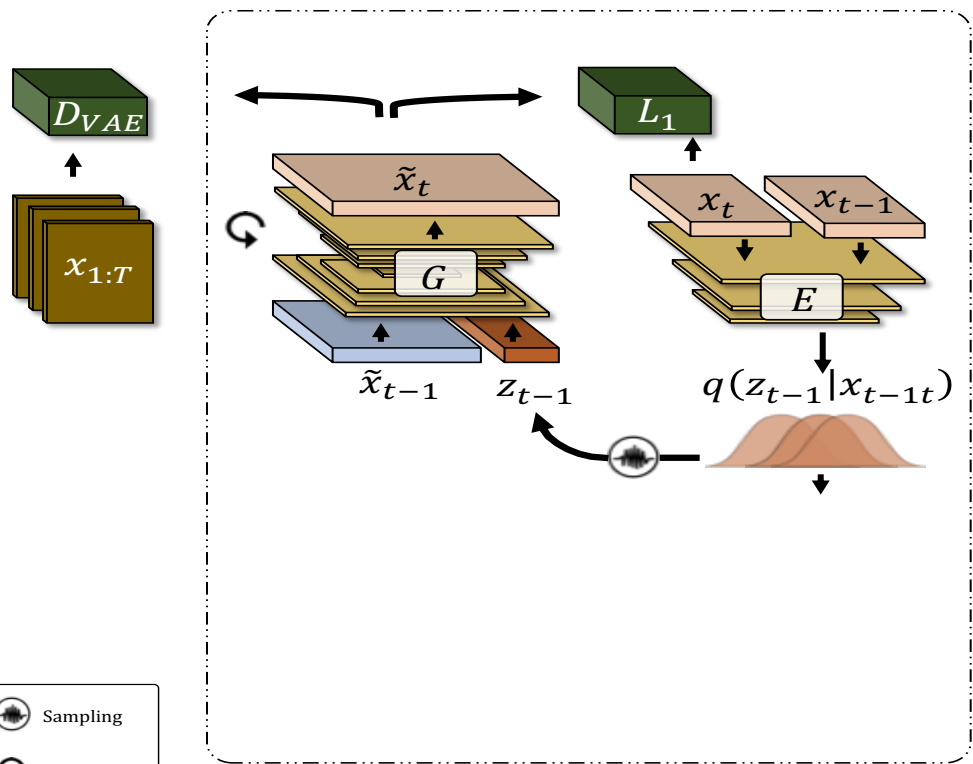 D_{VAE}
L_1
x̃_t
x_t
x_{t−1}
x_{1:T}
G
E
x̃_{t−1}
z_{t−1}
q(z_{t−1}|x_{t−1t})
Sampling